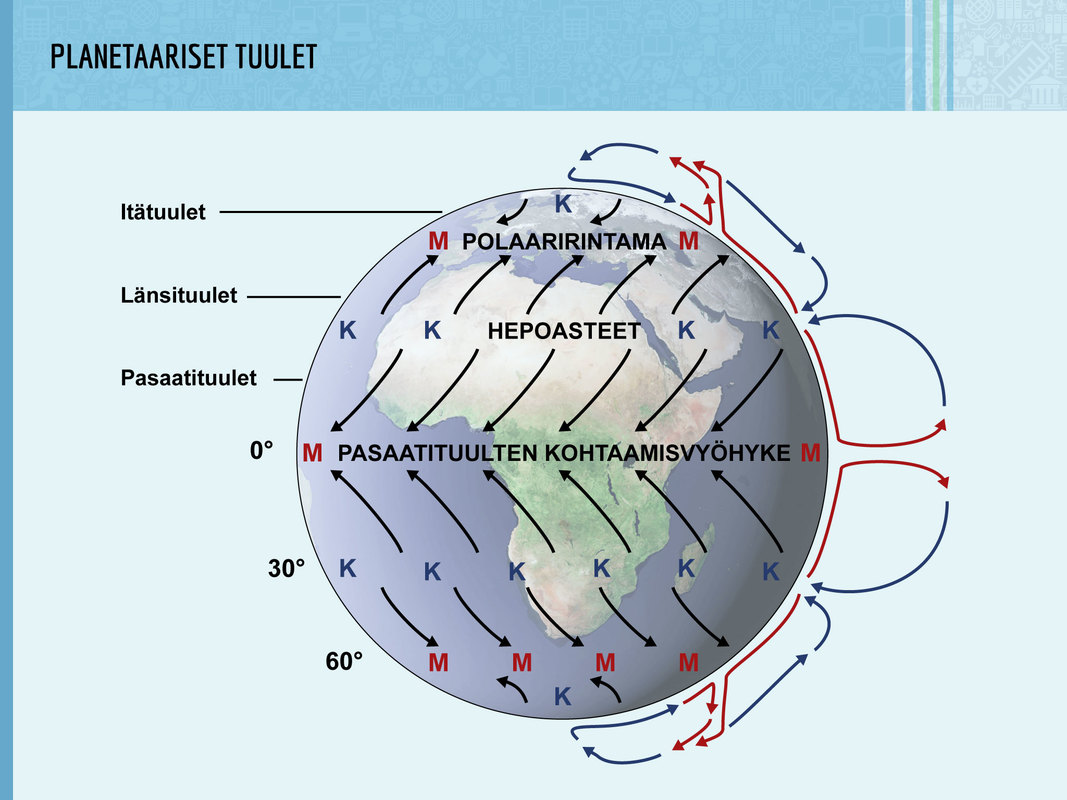 PLANETAARISET TUULET
K
Itätuulet
M POLAARIRINTAMA M
Länsituulet
K K HEPOASTEET K K
Pasaatituulet
0° M PASAATITUULTEN KOHTAAMISVYÖHYKE M
30° K K K K K K
60° M M M M
K